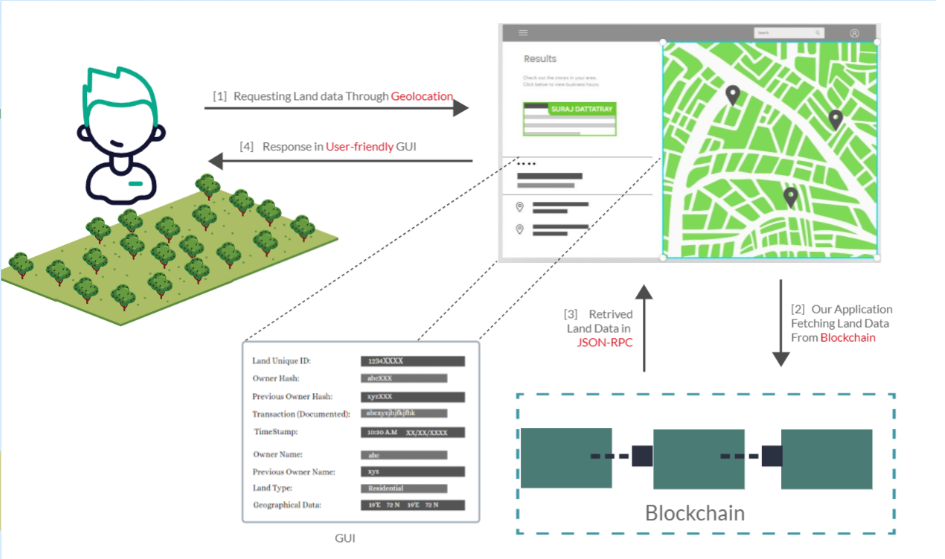 Search
Results
Check out the stores in your area.
Click below to view business hours.
SURAJ DATTATRAY
[1] Requesting Land data Through Geolocation
[4] Response in User-friendly GUI
[3] Retrived
Land Data in
JSON-RPC
[2] Our Application
Fetching Land Data
From Blockchain
Land Unique ID: 1234XXXX
Owner Hash: abcXXX
Previous Owner Hash: xyzXXX
Transaction (Documented):
TimeStamp: 10:20 A.M XX/XX/XXXX
Owner Name: abc
Previous Owner Name: xyz
Land Type: Residential
Geographical Data: 19'E 72 N 19'E 72 N
GUI
Blockchain